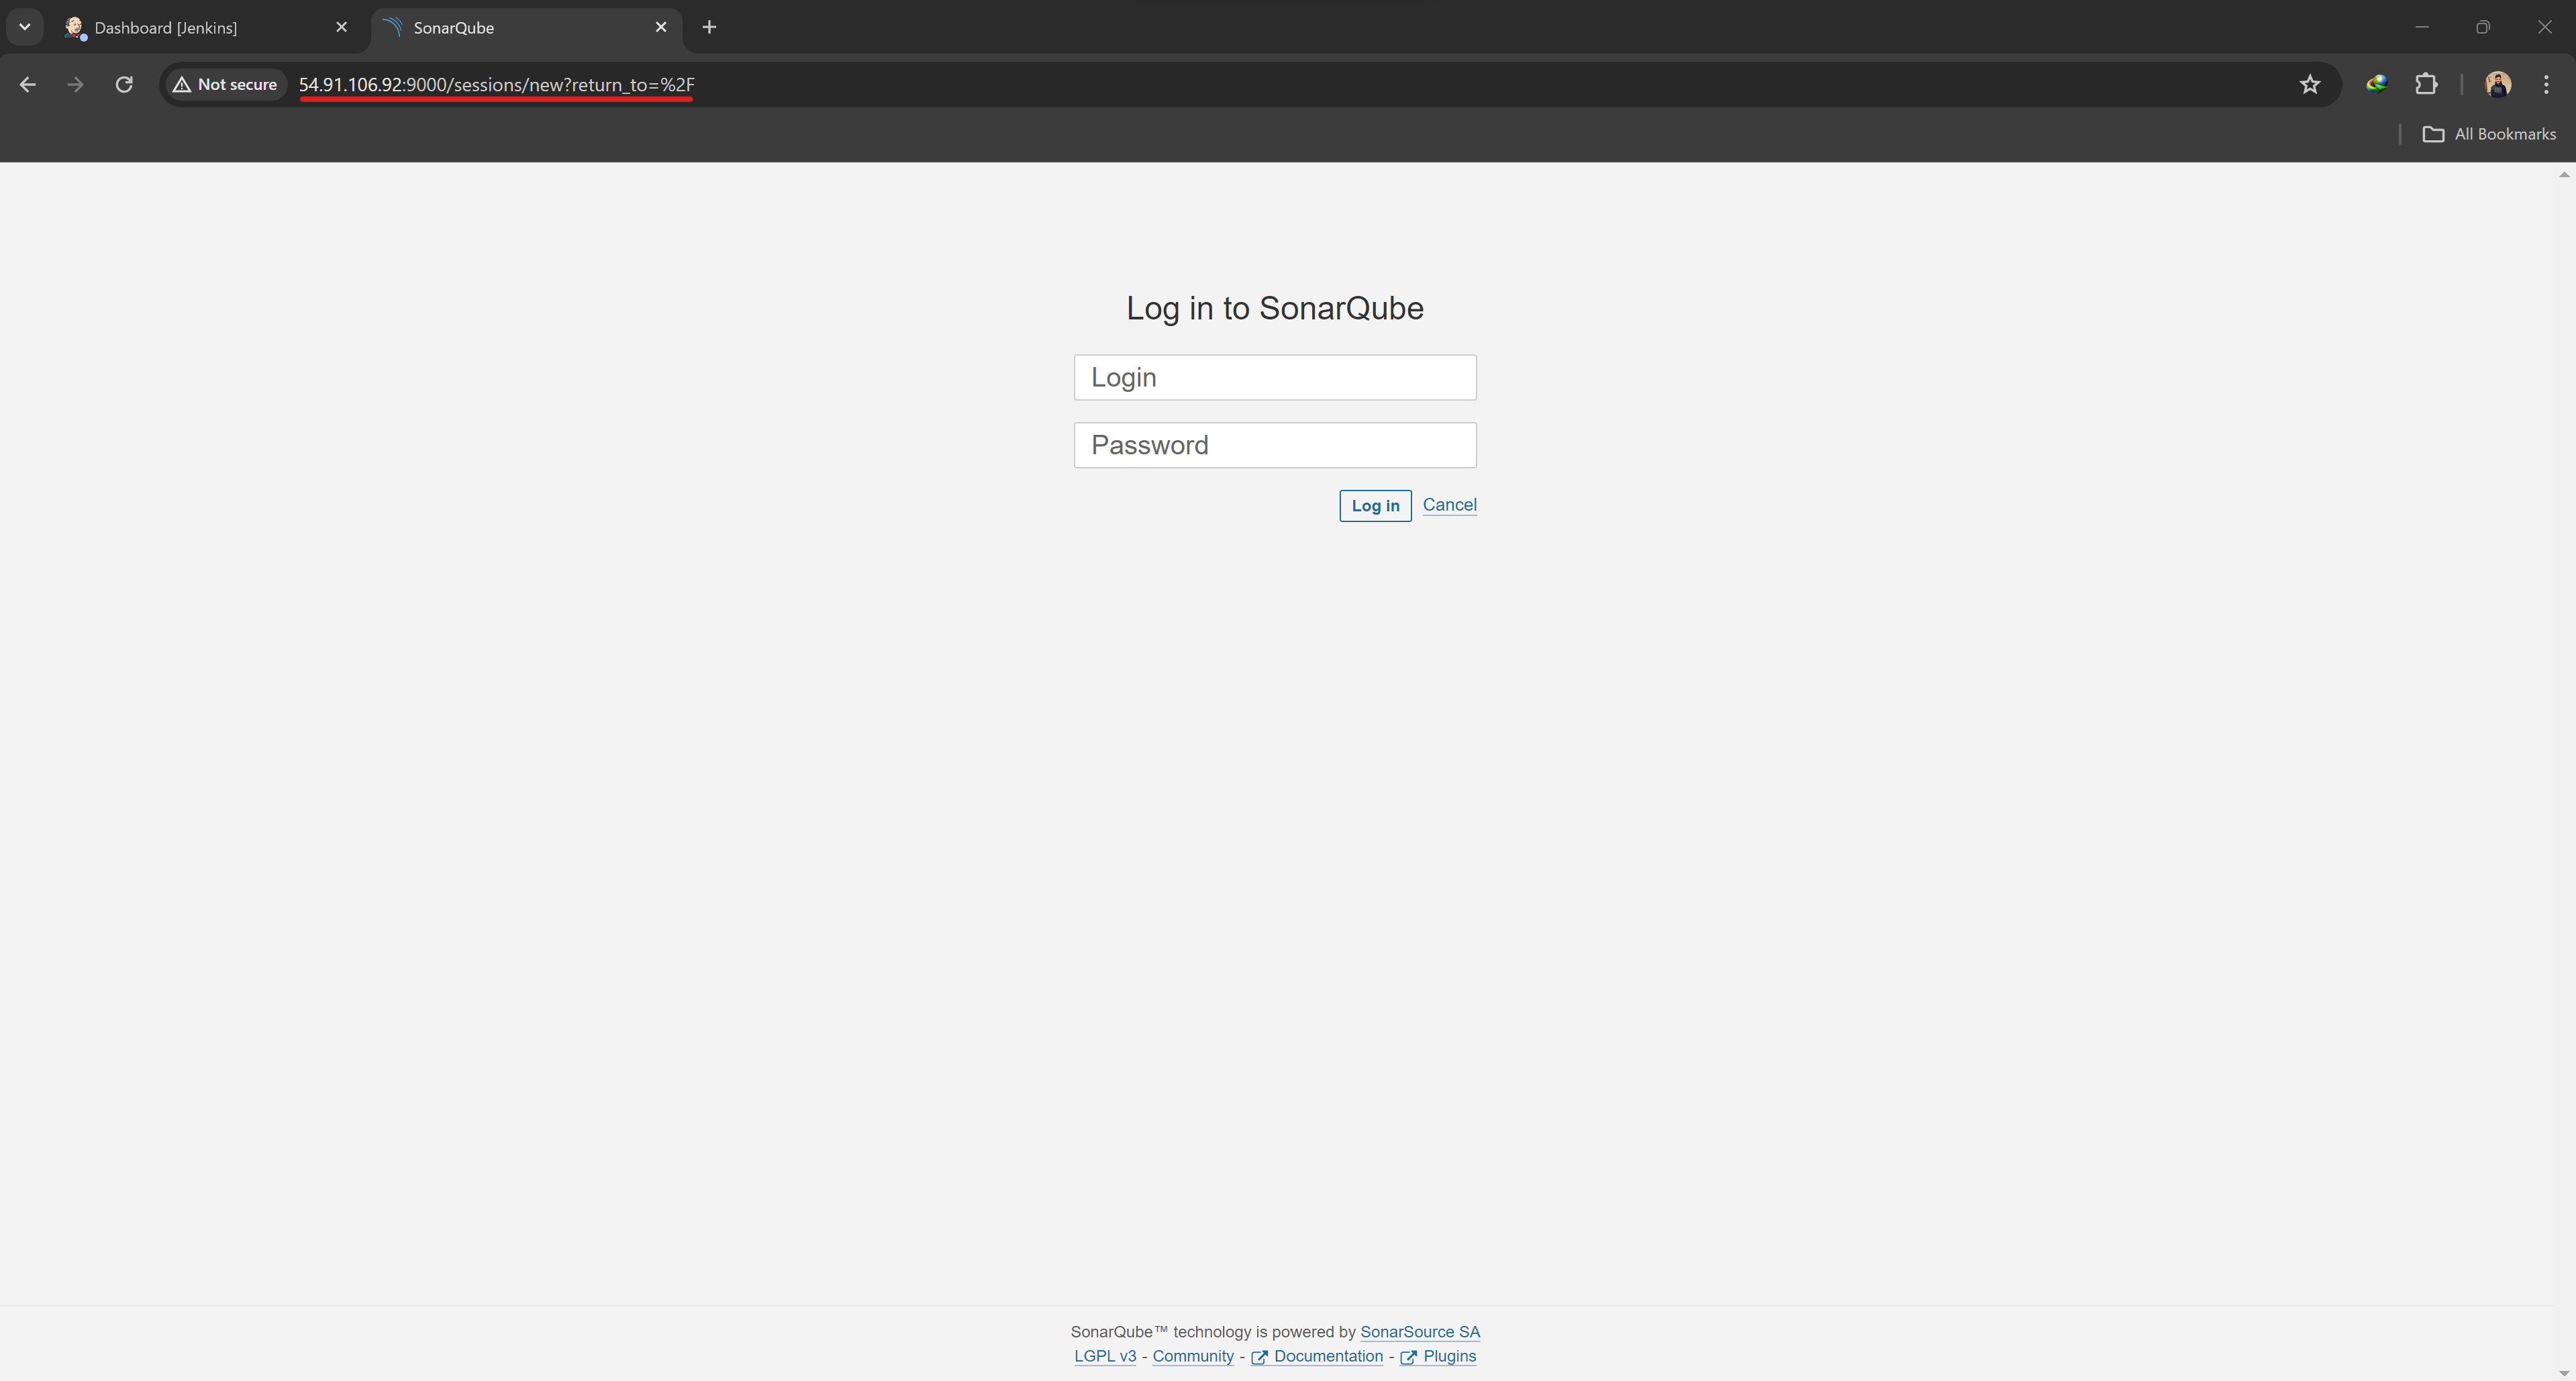 Dashboard [Jenkins]
SonarQube
Not secure
54.91.106.92:9000/sessions/new?return_to=%2F
All Bookmarks
Log in to SonarQube
Login
Password
Log in Cancel
SonarQube™ technology is powered by SonarSource SA
LGPL v3 - Community - Documentation - Plugins